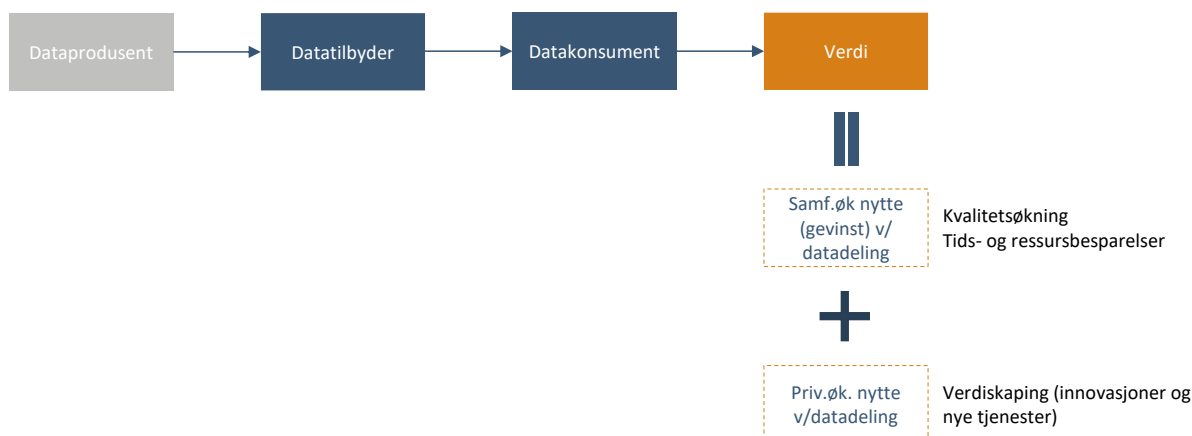 Dataprodusent
Datatilbyder
Datakonsument
Verdi
Samf.øk nytte
(gevinst) v/
datadeling
Kvalitetsøkning
Tids- og ressursbesparelser
Priv.øk. nytte
v/datadeling
Verdiskaping (innovasjoner og
nye tjenester)